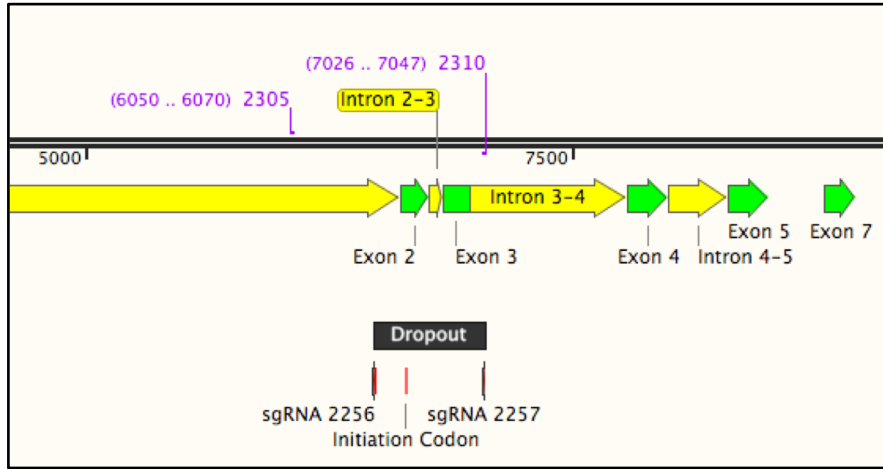 (7026 .. 7047) 2310
(6050 .. 6070) 2305
Intron 2-3
5000
7500
Intron 3-4
Exon 5
Exon 7
Exon 2
Exon 3
Exon 4
Intron 4-5
Dropout
sgRNA 2256
sgRNA 2257
Initiation Codon